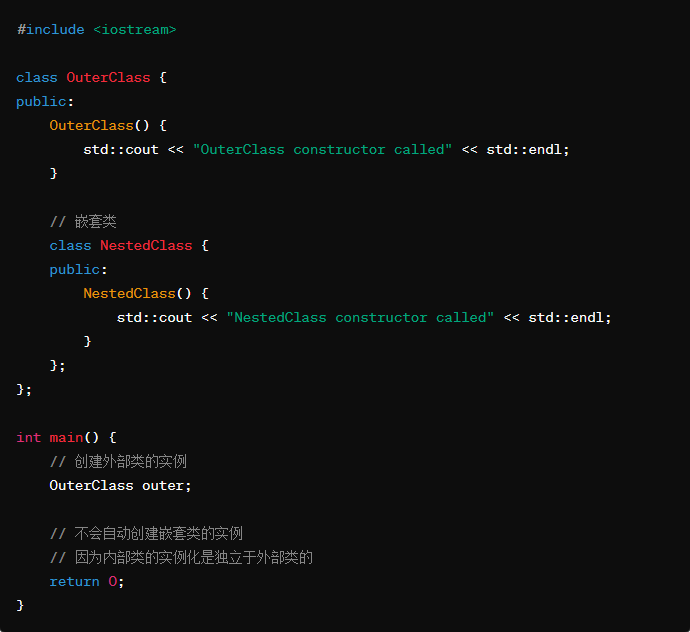 #include <iostream>

class OuterClass {
public:
    OuterClass() {
        std::cout << "OuterClass constructor called" << std::endl;
    }

    // 嵌套类
    class NestedClass {
    public:
        NestedClass() {
            std::cout << "NestedClass constructor called" << std::endl;
        }
    };
};

int main() {
    // 创建外部类的实例
    OuterClass outer;

    // 不会自动创建嵌套类的实例
    // 因为内部类的实例化是独立于外部类的
    return 0;
}